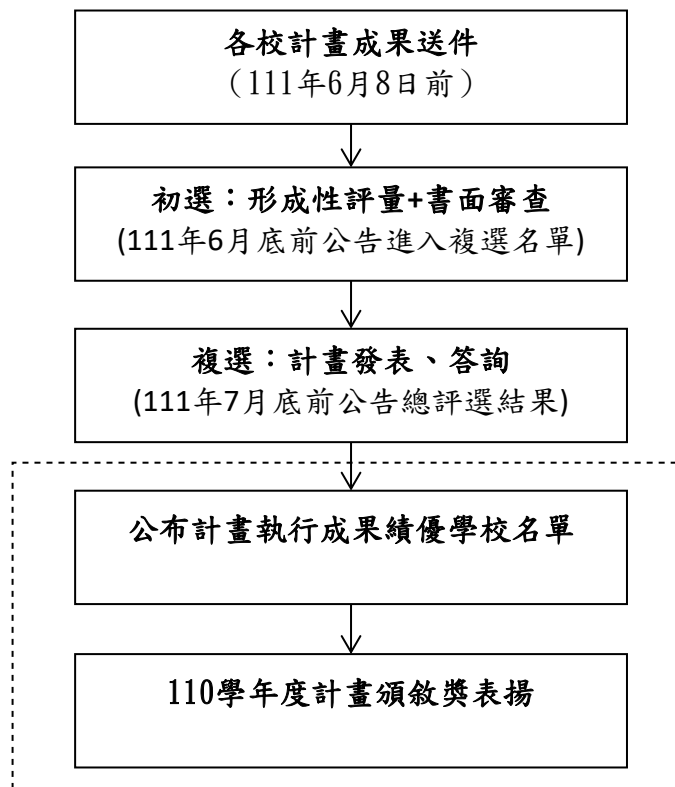 各校計畫成果送件
（111年6月8日前）
初選：形成性評量+書面審查
(111年6月底前公告進入複選名單)
複選：計畫發表、答詢
(111年7月底前公告總評選結果)
公布計畫執行成果績優學校名單
110學年度計畫頒敘獎表揚